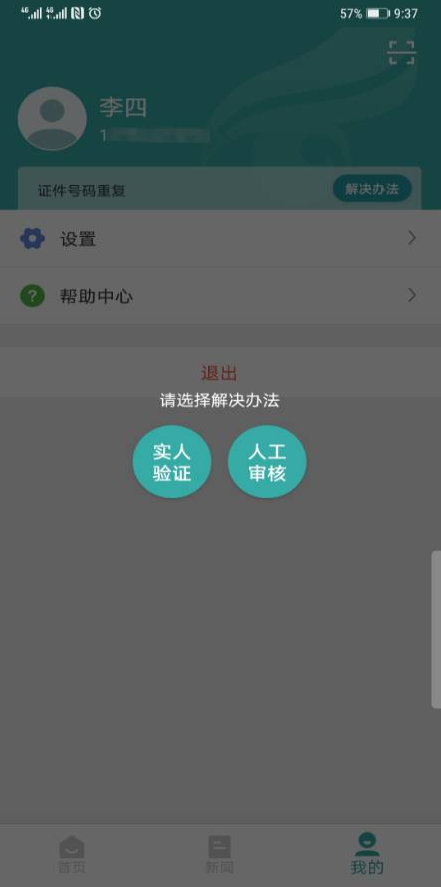 57% 9:37
李四
1
证件号码重复 解决办法
设置
帮助中心
退出
请选择解决办法
实人 人工
验证 审核
首页 新闻 我的